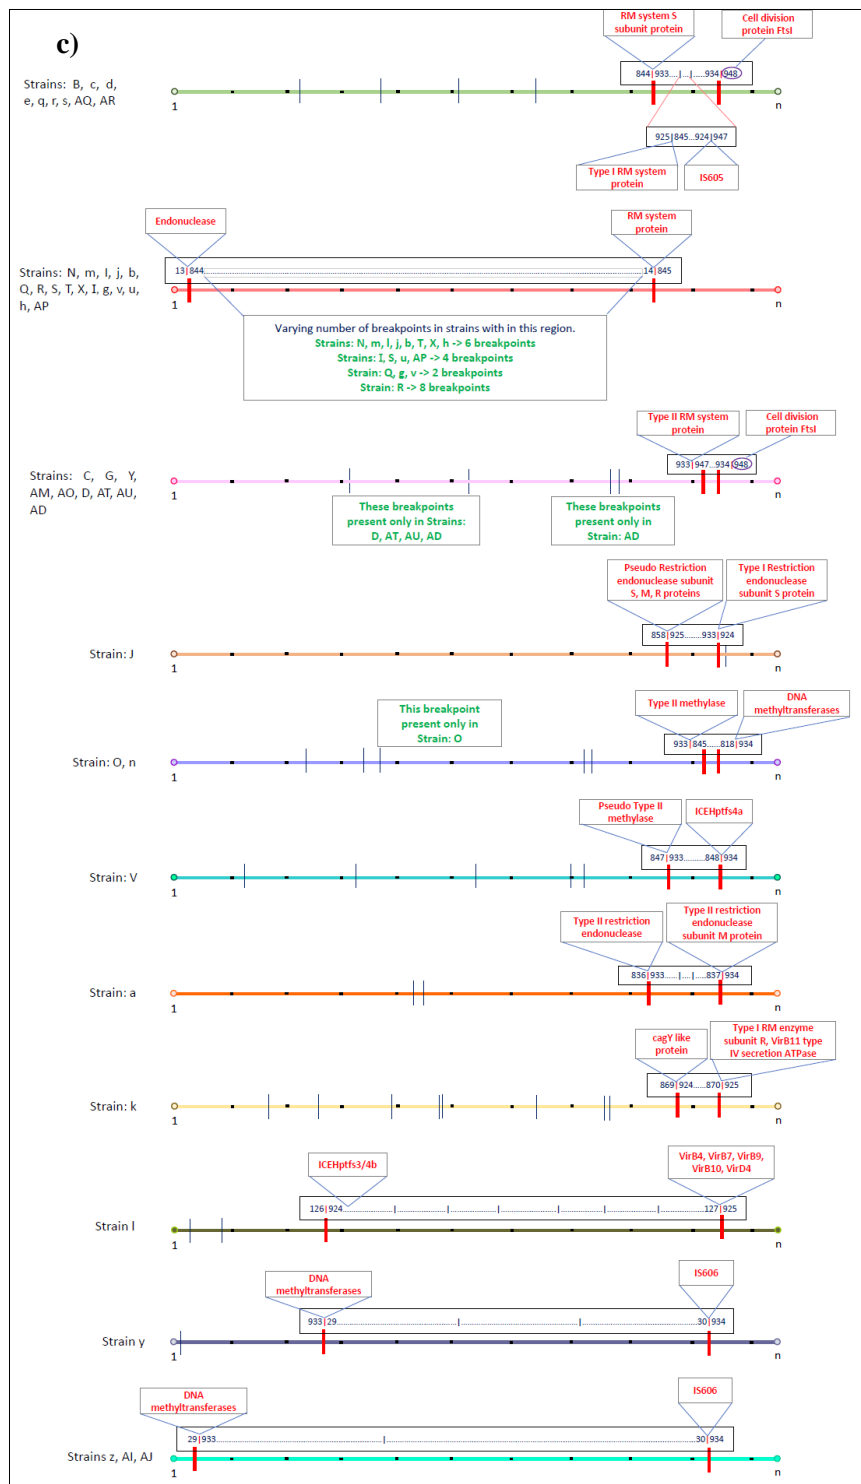 c)
RM system S
subunit protein
Cell division
protein FtsI
Strains: B, c, d,
e, q, r, s, AQ, AR
844|933....|..|.....934|948
1
n
925|845...924|947
Type I RM system
protein
IS605
Endonuclease
RM system
protein
Strains: N, m, l, j, b,
Q, R, S, T, X, I, g, v, u,
h, AP
13|844
14|845
1
n
Varying number of breakpoints in strains with in this region.
Strains: N, m, l, j, b, T, X, h -> 6 breakpoints
Strains: I, S, u, AP -> 4 breakpoints
Strain: Q, g, v -> 2 breakpoints
Strain: R -> 8 breakpoints
Type II RM system
protein
Cell division
protein FtsI
933|947...934|948
Strains: C, G, Y,
AM, AO, D, AT, AU,
AD
1
n
These breakpoints
present only in Strains:
D, AT, AU, AD
These breakpoints
present only in
Strain: AD
Pseudo Restriction
endonuclease subunit
S, M, R proteins
Type I Restriction
endonuclease
subunit S protein
858|925......933|924
Strain: J
1
n
This breakpoint
present only in
Strain: O
Type II methylase
DNA
methyltransferases
933|845......818|934
Strain: O, n
1
n
Pseudo Type II
methylase
ICEHptfs4a
847|933.........848|934
Strain: V
1
n
Type II restriction
endonuclease
Type II restriction
endonuclease
subunit M protein
836|933.....|...|.....837|934
Strain: a
1
n
cagY like
protein
Type I RM enzyme
subunit R, VirB11 type
IV secretion ATPase
869|924......870|925
Strain: k
1
n
ICEHptfs3/4b
VirB4, VirB7, VirB9,
VirB10, VirD4
126|924
127|925
Strain l
1
n
DNA
methyltransferases
IS606
933|29
30|934
Strain y
1
n
DNA
methyltransferases
IS606
29|933
30|934
Strains z, AI, AJ
1
n